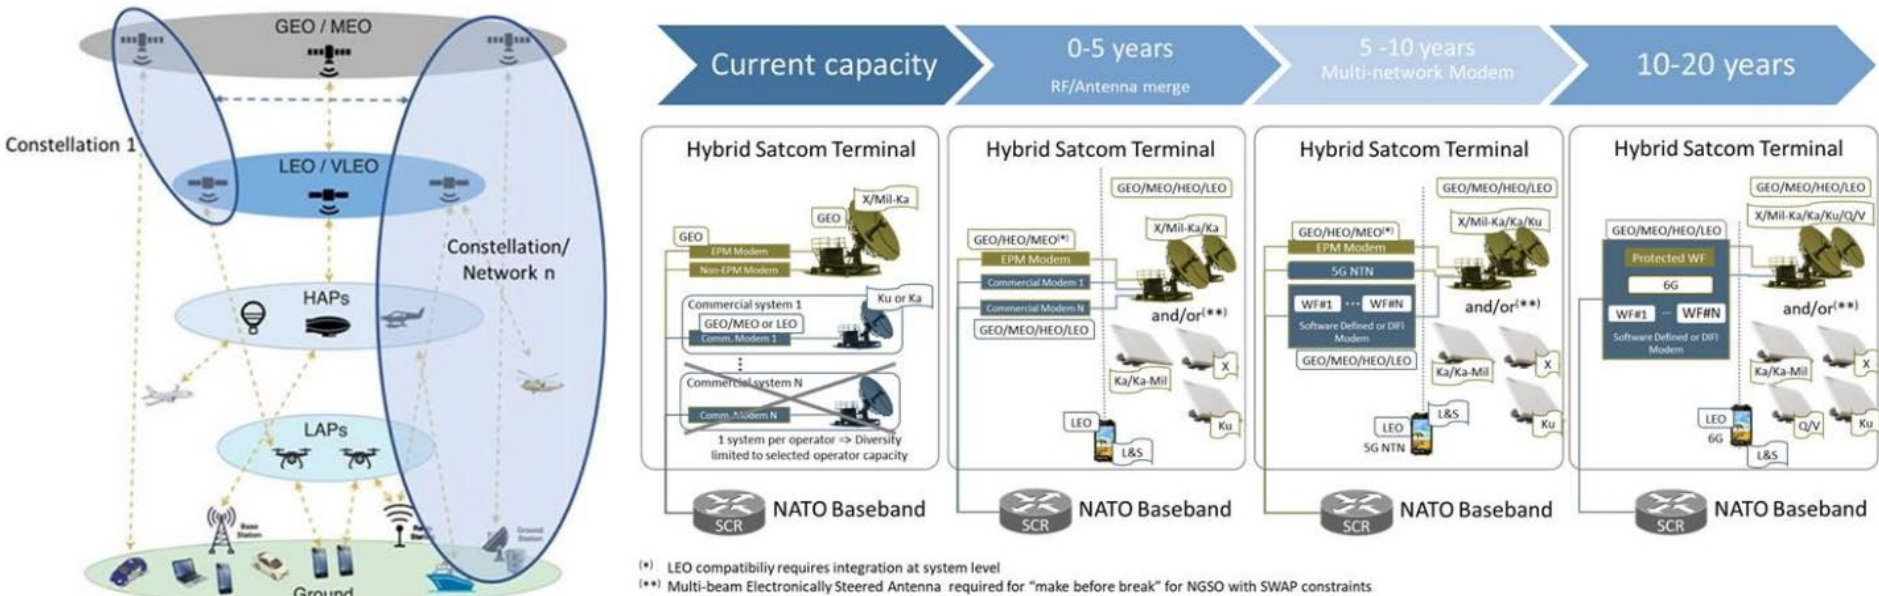 GEO / MEO
Constellation 1
LEO / VLEO
Constellation/
Network n
HAPs
LAPs
Base
Station
Ground
Station
Ground
Current capacity
0-5 years
RF/Antenna merge
5 -10 years
Multi-network Modem
10-20 years
Hybrid Satcom Terminal
X/Mil-Ka
GEO
GEO
EPM Modem
Non-EPM Modem
Commercial system 1
Ku or Ka
GEO/MEO or LEO
Comm. Modem 1
Commercial system N
Comm. Modem N
1 system per operator => Diversity
limited to selected operator capacity
SCR
NATO Baseband
Hybrid Satcom Terminal
GEO/MEO/HEO/LEO
X/Mil-Ka/Ka
GEO/HEO/MEO(*)
EPM Modem
Commercial Modem 1
Commercial Modem N
GEO/MEO/HEO/LEO
and/or(**)
X
Ka/Ka-Mil
Ku
LEO
L&S
SCR
NATO Baseband
Hybrid Satcom Terminal
GEO/MEO/HEO/LEO
X/Mil-Ka/Ka/Ku
GEO/HEO/MEO(*)
EPM Modem
5G NTN
WF#1 ... WF#N
Software Defined or DIFI
Modem
GEO/MEO/HEO/LEO
and/or(**)
X
Ka/Ka-Mil
Ku
LEO
L&S
5G NTN
SCR
NATO Baseband
Hybrid Satcom Terminal
GEO/MEO/HEO/LEO
X/Mil-Ka/Ka/Ku/Q/V
GEO/MEO/HEO/LEO
Protected WF
6G
WF#1 ... WF#N
Software Defined or DIFI
Modem
and/or(**)
X
Ka/Ka-Mil
Q/V
Ku
LEO
6G
L&S
SCR
NATO Baseband
(*) LEO compatibiliy requires integration at system level
(**) Multi-beam Electronically Steered Antenna required for "make before break" for NGSO with SWAP constraints